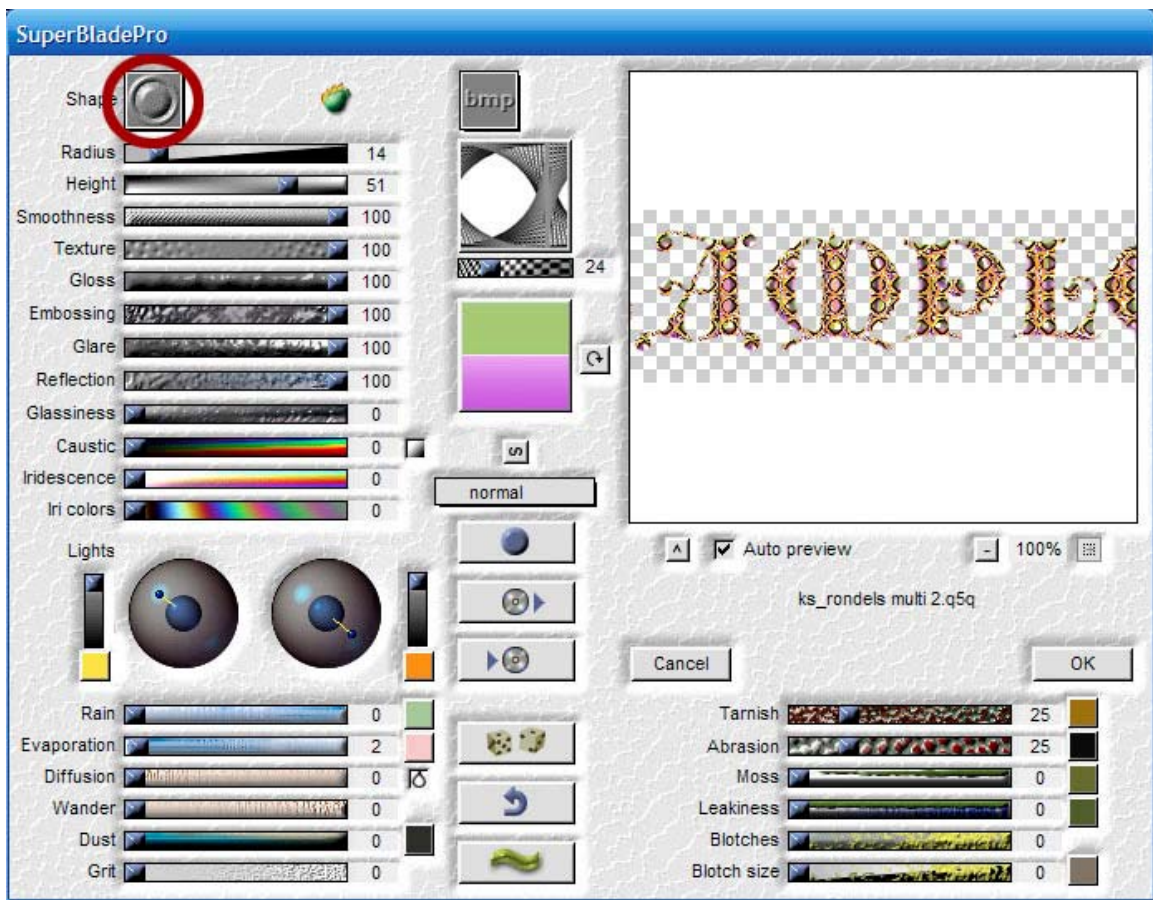 SuperBladePro
Shape
bmp
Radius 14
Height 51
Smoothness 100
Texture 100
24
Gloss 100
Embossing 100
Glare 100
Reflection 100
Glassiness 0
Caustic 0
Iridescence 0
Iri colors 0
S
normal
AMPLO
^ Auto preview - 100%
ks_rondels multi 2.q5q
Lights
Cancel OK
Rain 0
Evaporation 2
Diffusion 0
Wander 0
Dust 0
Grit 0
Tarnish 25
Abrasion 25
Moss 0
Leakiness 0
Blotches 0
Blotch size 0